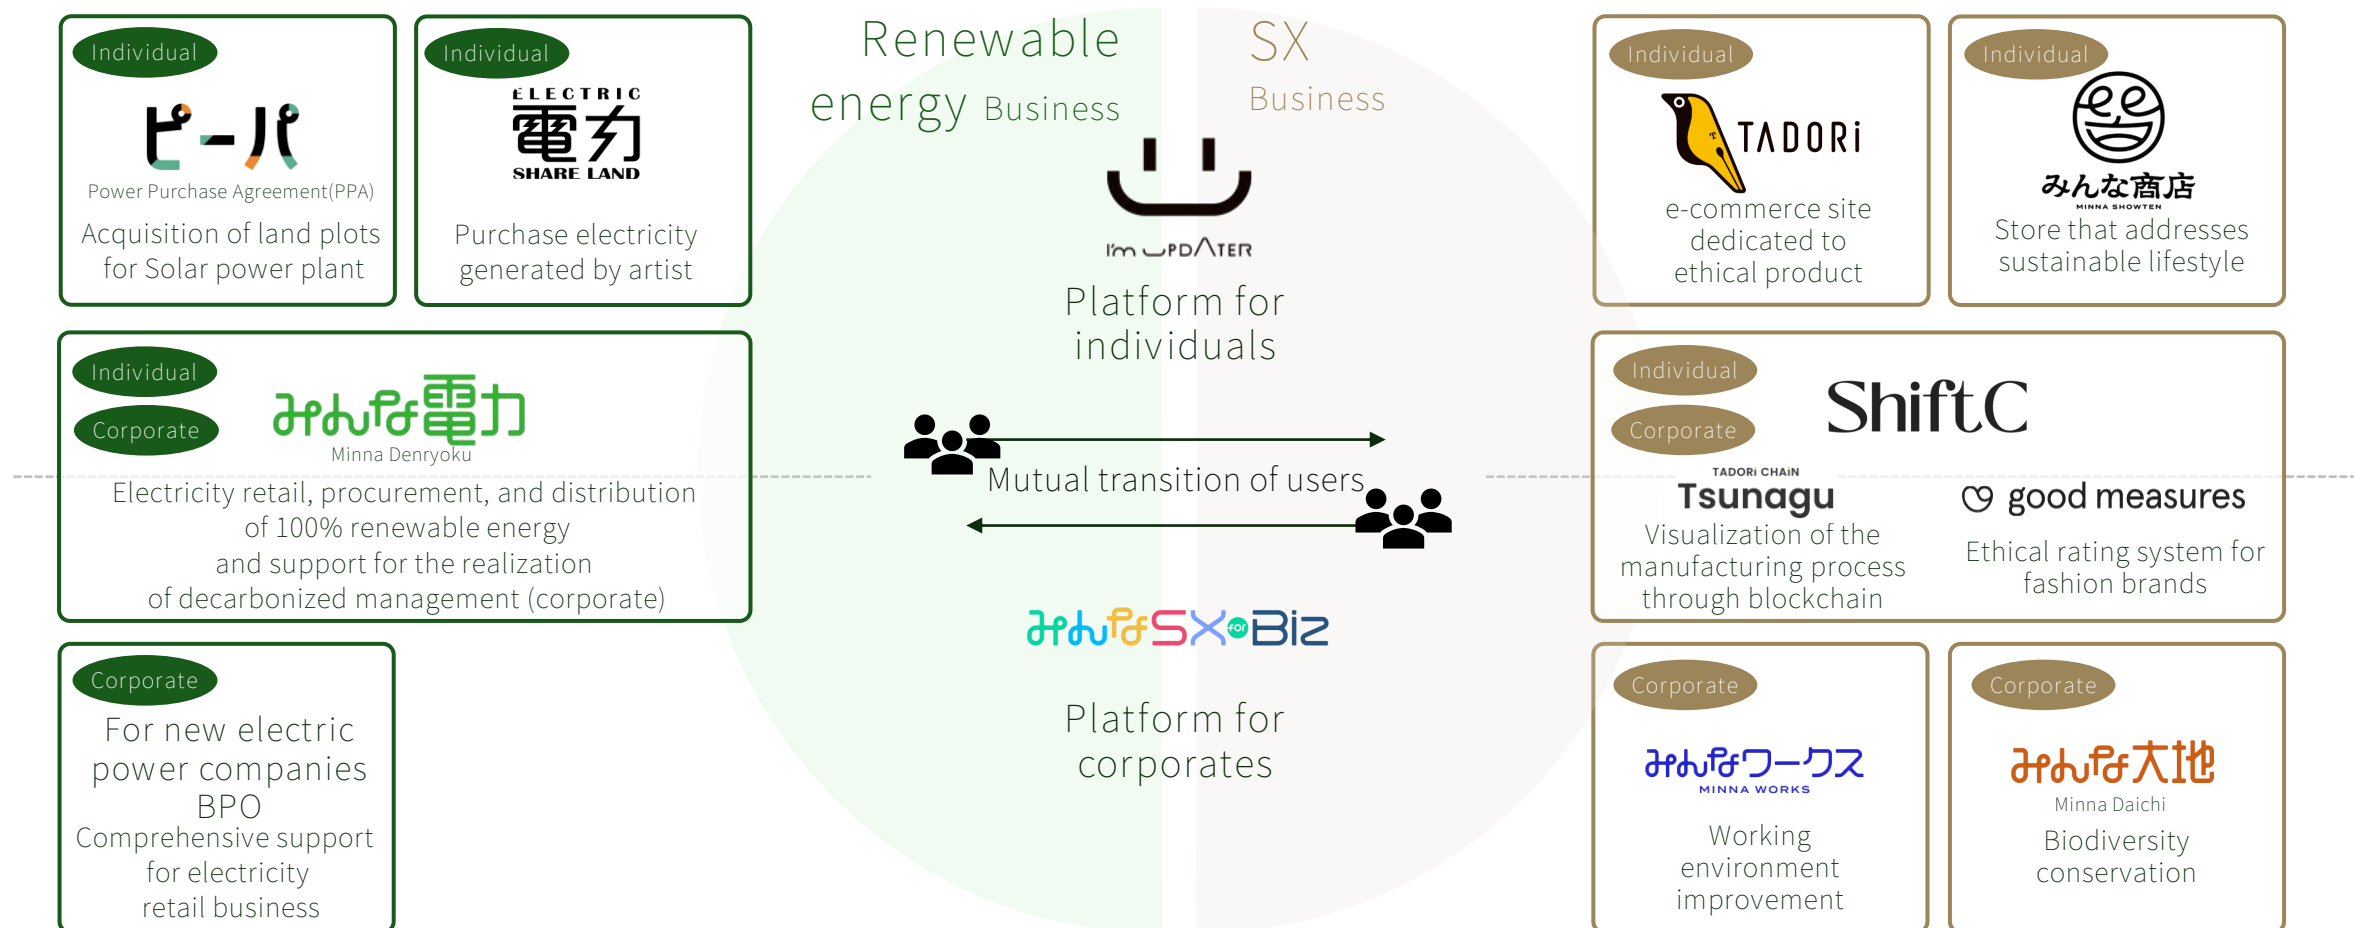 Renewable
energy Business
SX
Business
Individual
ピーパ
Power Purchase Agreement(PPA)
Acquisition of land plots
for Solar power plant
Individual
ELECTRIC
電力
SHARE LAND
Purchase electricity
generated by artist
Individual
Corporate
みんな電力
Minna Denryoku
Electricity retail, procurement, and distribution
of 100% renewable energy
and support for the realization
of decarbonized management (corporate)
Corporate
For new electric
power companies
BPO
Comprehensive support
for electricity
retail business
I'm UPDATER
Platform for
individuals
Mutual transition of users
みんなSX for Biz
Platform for
corporates
Individual
T
TADORi
e-commerce site
dedicated to
ethical product
Individual
みんな商店
MINNA SHOWTEN
Store that addresses
sustainable lifestyle
Individual
Corporate
Shift C
TADORi CHAiN
Tsunagu
Visualization of the
manufacturing process
through blockchain
good measures
Ethical rating system for
fashion brands
Corporate
みんなワークス
MINNA WORKS
Working
environment
improvement
Corporate
みんな大地
Minna Daichi
Biodiversity
conservation